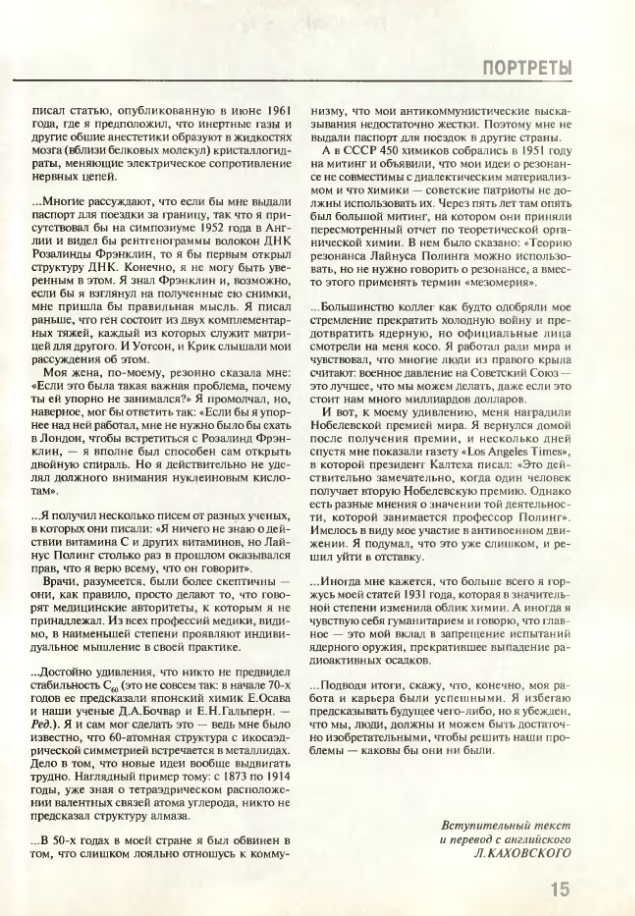 ПОРТРЕТЫ
писал статью, опубликованную в июне 1961
года, где я предположил, что инертные газы и
другие общие анестетики образуют в жидкостях
мозга (вблизи белковых молекул) кристаллогид-
раты, меняющие электрическое сопротивление
нервных цепей.
...Многие рассуждают, что если бы мне выдали
паспорт для поездки за границу, так что я при-
сутствовал бы на симпозиуме 1952 года в Анг-
лии и видел бы рентгенограммы волокон ДНК
Розалинды Фрэнклин, то я бы первым открыл
структуру ДНК. Конечно, я не могу быть уве-
ренным в этом. Я знал Фрэнклин и, возможно,
если бы я взглянул на полученные ею снимки,
мне пришла бы правильная мысль. Я писал
раньше, что ген состоит из двух комплементар-
ных тяжей, каждый из которых служит матри-
цей для другого. И Уотсон, и Крик слышали мои
рассуждения об этом.
Моя жена, по-моему, резонно сказала мне:
«Если это была такая важная проблема, почему
ты ей упорно не занимался?» Я промолчал, но,
наверное, мог бы ответить так: «Если бы я упор-
нее над ней работал, мне не нужно было бы ехать
в Лондон, чтобы встретиться с Розалинд Фрэн-
клин, — я вполне был способен сам открыть
двойную спираль. Но я действительно не уде-
лял должного внимания нуклеиновым кисло-
там».
...Я получил несколько писем от разных ученых,
в которых они писали: «Я ничего не знаю о дей-
ствии витамина С и других витаминов, но Лай-
нус Полинг столько раз в прошлом оказывался
прав, что я верю всему, что он говорит».
Врачи, разумеется, были более скептичны —
они, как правило, просто делают то, что гово-
рят медицинские авторитеты, к которым я не
принадлежал. Из всех профессий медики, види-
мо, в наименьшей степени проявляют индиви-
дуальное мышление в своей практике.
...Достойно удивления, что никто не предвидел
стабильность C₆₀ (это не совсем так: в начале 70-х
годов ее предсказали японский химик Е.Осава
и наши ученые Д.А.Бочвар и Е.Н.Гальперн. —
Ред.). Я и сам мог сделать это — ведь мне было
известно, что 60-атомная структура с икосаэд-
рической симметрией встречается в металлидах.
Дело в том, что новые идеи вообще выдвигать
трудно. Наглядный пример тому: с 1873 по 1914
годы, уже зная о тетраэдрическом расположе-
нии валентных связей атома углерода, никто не
предсказал структуру алмаза.
...В 50-х годах в моей стране я был обвинен в
том, что слишком лояльно отношусь к комму-
низму, что мои антикоммунистические выска-
зывания недостаточно жестки. Поэтому мне не
выдали паспорт для поездок в другие страны.
А в СССР 450 химиков собрались в 1951 году
на митинг и объявили, что мои идеи о резонан-
се не совместимы с диалектическим материализ-
мом и что химики — советские патриоты не до-
лжны использовать их. Через пять лет там опять
был большой митинг, на котором они приняли
пересмотренный отчет по теоретической орга-
нической химии. В нем было сказано: «Теорию
резонанса Лайнуса Полинга можно использо-
вать, но не нужно говорить о резонансе, а вмес-
то этого применять термин «мезомерия».
...Большинство коллег как будто одобряли мое
стремление прекратить холодную войну и пре-
дотвратить ядерную, но официальные лица
смотрели на меня косо. Я работал ради мира и
чувствовал, что многие люди из правого крыла
считают: военное давление на Советский Союз —
это лучшее, что мы можем делать, даже если это
стоит нам много миллиардов долларов.
И вот, к моему удивлению, меня наградили
Нобелевской премией мира. Я вернулся домой
после получения премии, и несколько дней
спустя мне показали газету «Los Angeles Times»,
в которой президент Калтеха писал: «Это дей-
ствительно замечательно, когда один человек
получает вторую Нобелевскую премию. Однако
есть разные мнения о значении той деятельнос-
ти, которой занимается профессор Полинг».
Имелось в виду мое участие в антивоенном дви-
жении. Я подумал, что это уже слишком, и ре-
шил уйти в отставку.
...Иногда мне кажется, что больше всего я гор-
жусь моей статей 1931 года, которая в значитель-
ной степени изменила облик химии. А иногда я
чувствую себя гуманитарием и говорю, что глав-
ное — это мой вклад в запрещение испытаний
ядерного оружия, прекратившее выпадение ра-
диоактивных осадков.
...Подводя итоги, скажу, что, конечно, моя ра-
бота и карьера были успешными. Я избегаю
предсказывать будущее чего-либо, но я убежден,
что мы, люди, должны и можем быть достаточ-
но изобретательными, чтобы решить наши про-
блемы — каковы бы они ни были.
Вступительный текст
и перевод с английского
Л.КАХОВСКОГО
15